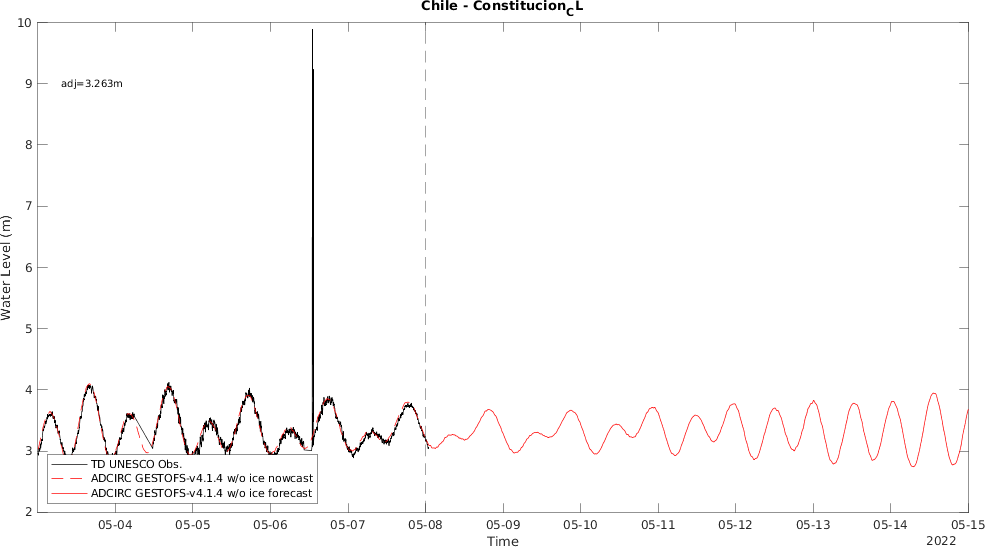 Chile - Constitucion_CL
10
9
8
7
6
5
4
3
2
Water Level (m)
adj=3.263m
TD UNESCO Obs.
ADCIRC GESTOFS-v4.1.4 w/o ice nowcast
ADCIRC GESTOFS-v4.1.4 w/o ice forecast
05-04 05-05 05-06 05-07 05-08 05-09 05-10 05-11 05-12 05-13 05-14 05-15
Time
2022